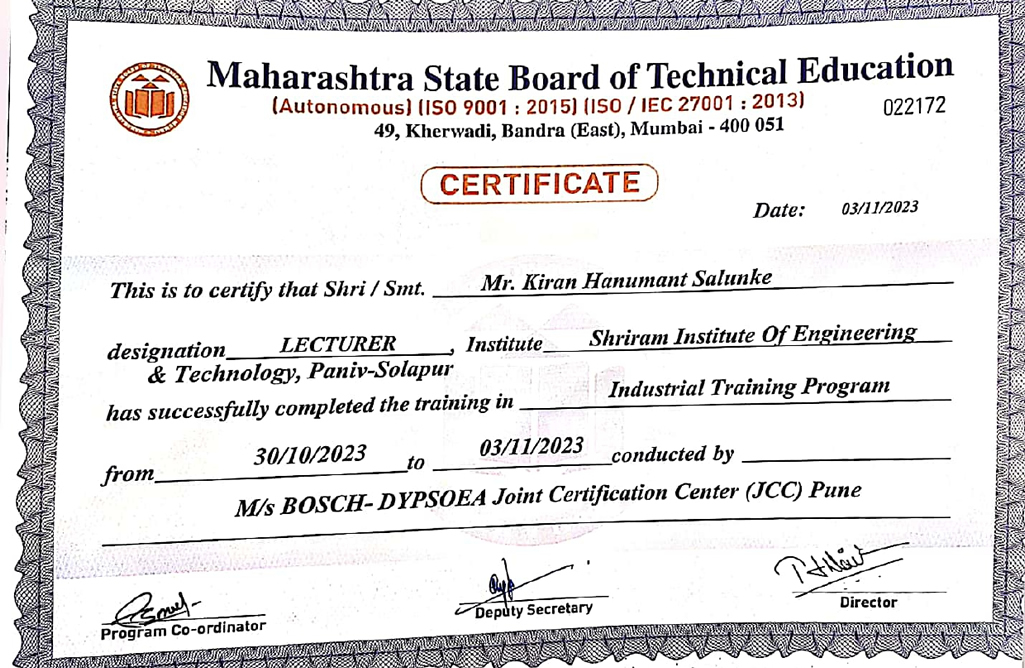 Maharashtra State Board of Technical Education
(Autonomous) (ISO 9001 : 2015) (ISO / IEC 27001 : 2013)
022172
49, Kherwadi, Bandra (East), Mumbai - 400 051
CERTIFICATE
Date: 03/11/2023
This is to certify that Shri / Smt. Mr. Kiran Hanumant Salunke
designation LECTURER , Institute Shriram Institute Of Engineering
& Technology, Paniv-Solapur
has successfully completed the training in Industrial Training Program
from 30/10/2023 to 03/11/2023 conducted by
M/s BOSCH- DYPSOEA Joint Certification Center (JCC) Pune
Program Co-ordinator
Deputy Secretary
Director